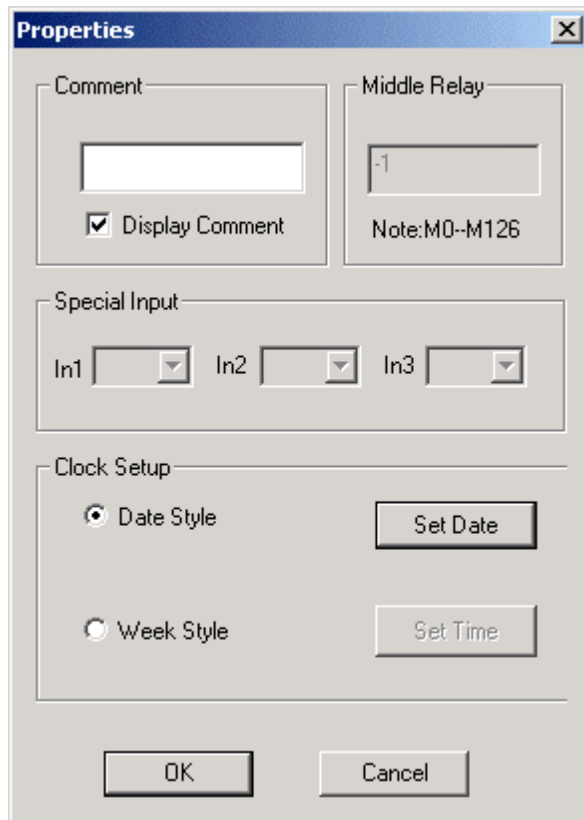 Properties
Comment
Display Comment
Middle Relay
-1
Note:M0--M126
Special Input
In1 In2 In3
Clock Setup
Date Style Set Date
Week Style Set Time
OK Cancel